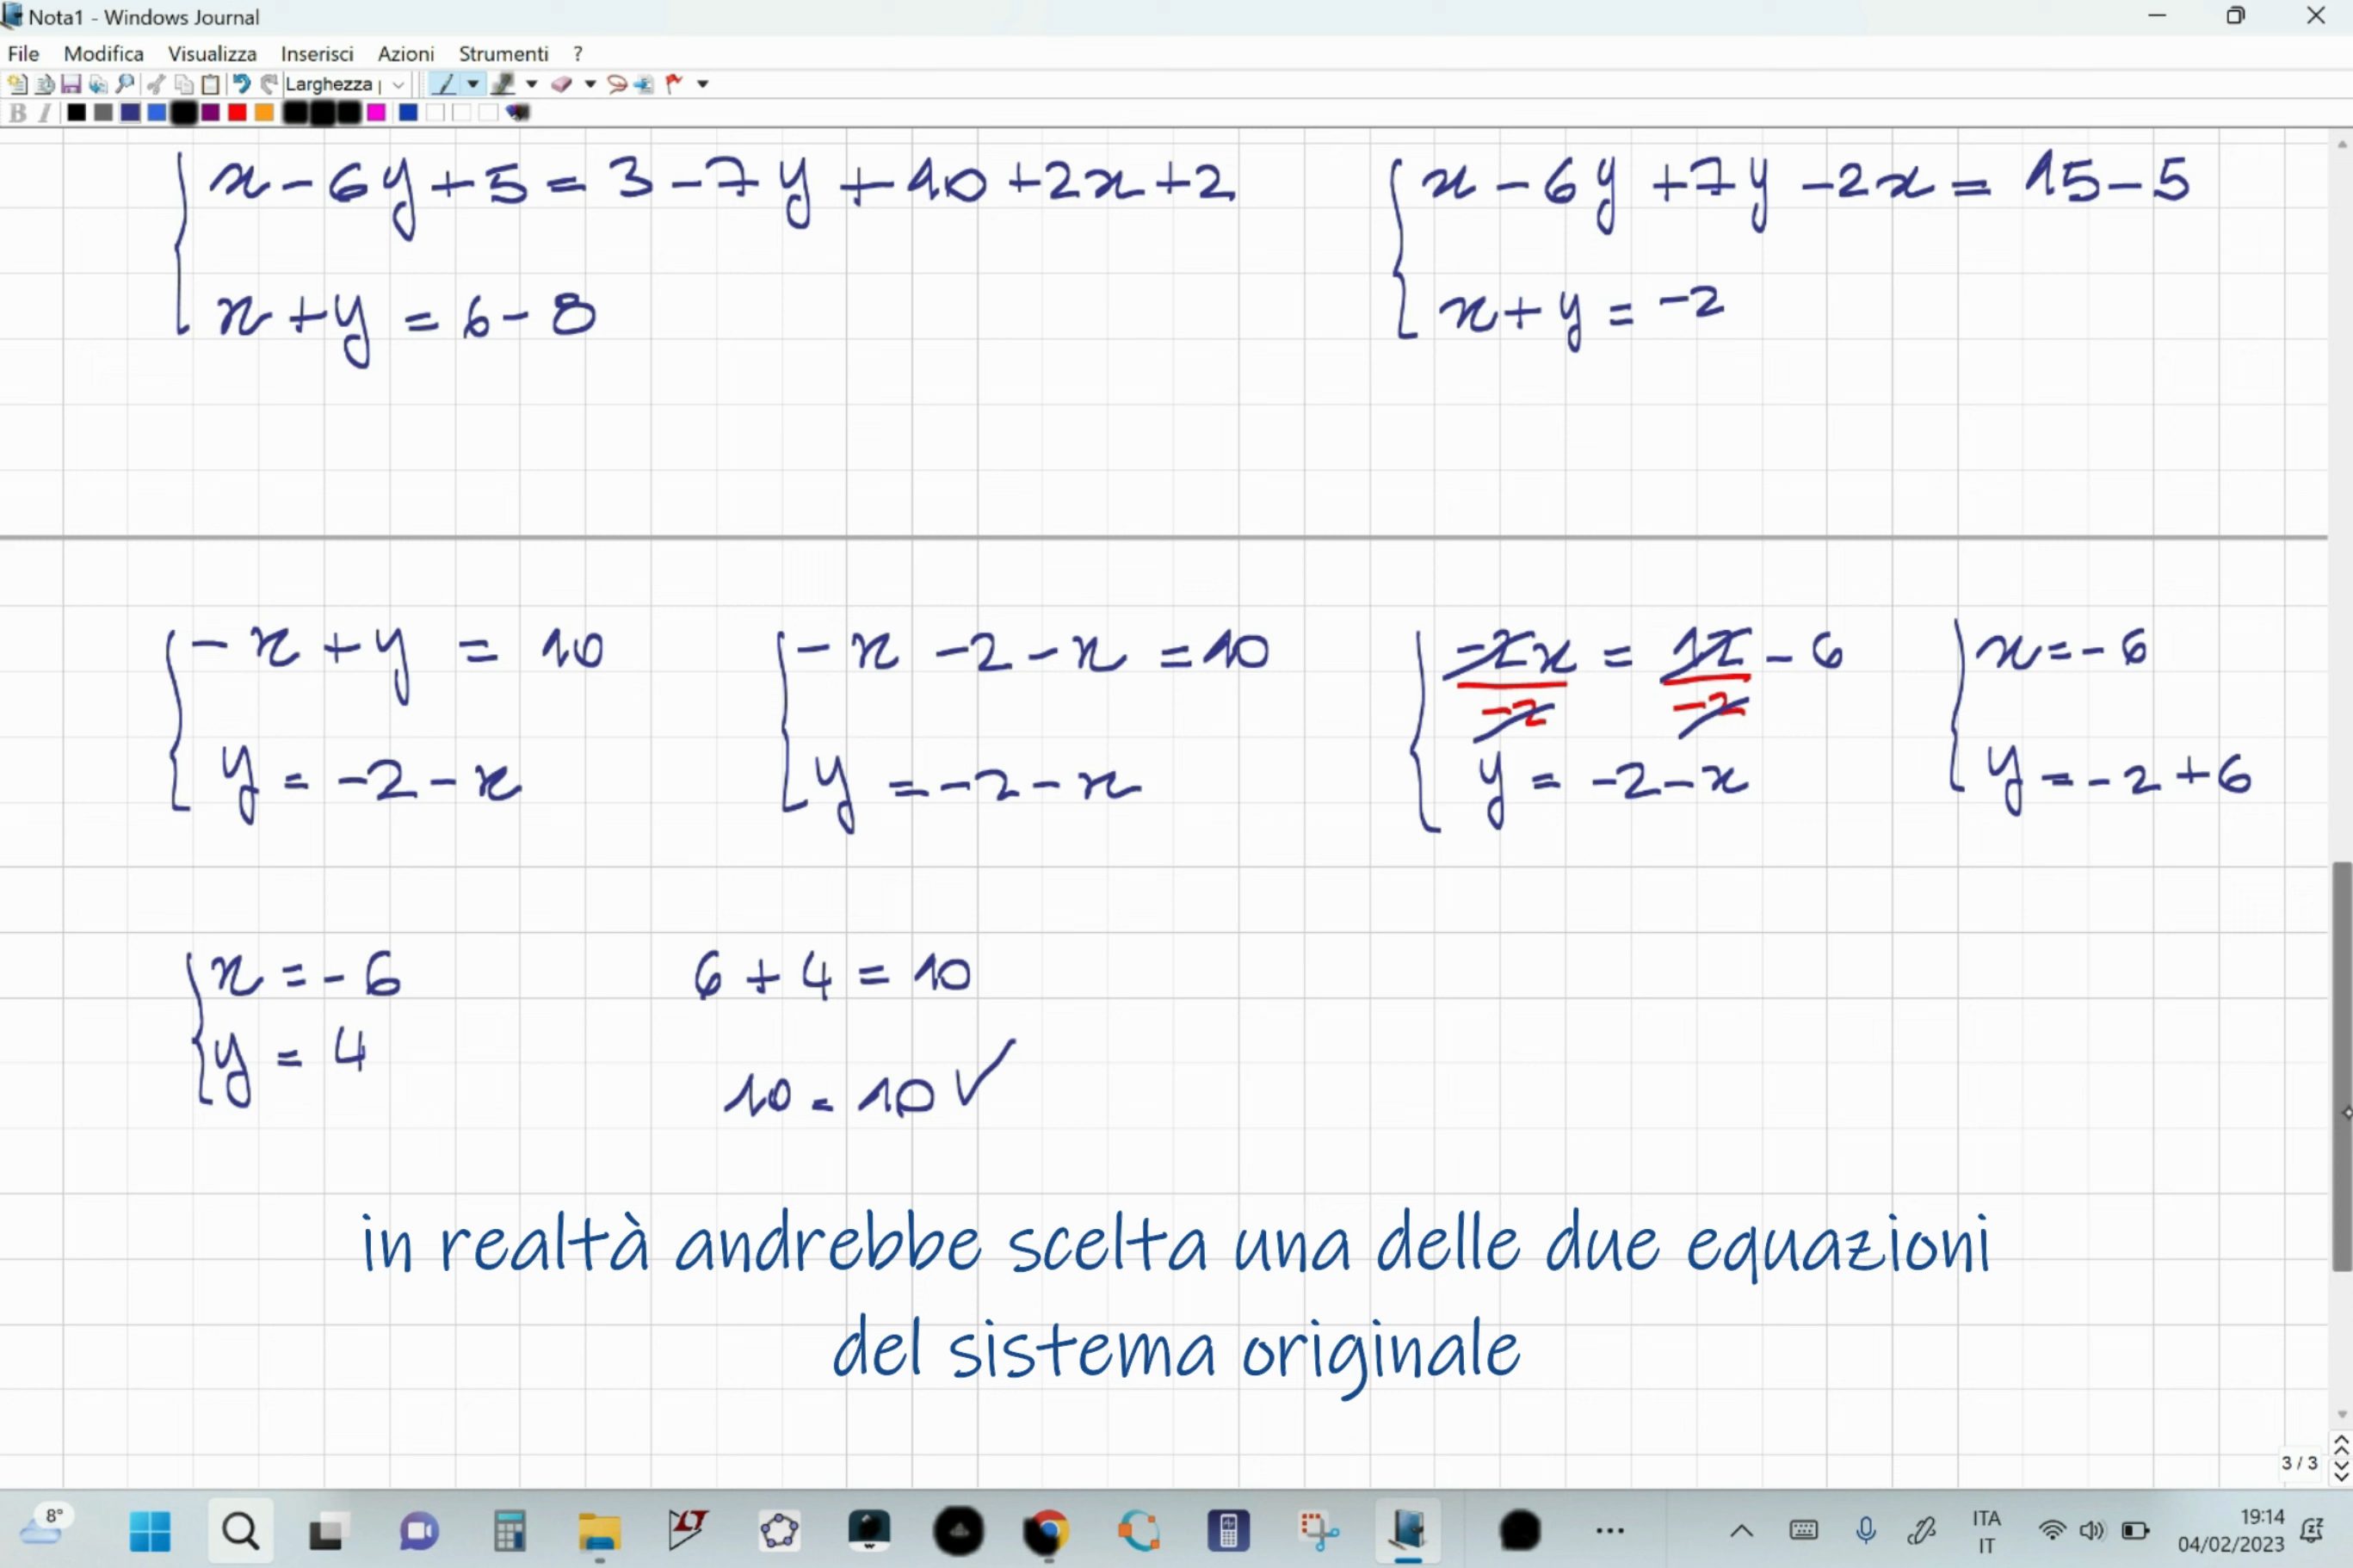 Nota1 - Windows Journal
File Modifica Visualizza Inserisci Azioni Strumenti ?
Larghezza
B I
x-6y+5=3-7y+10+2x+2
x+y=6-8
x-6y+7y-2x=15-5
x+y=-2
-x+y=10
y=-2-x
-x-2-x=10
y=-2-x
-2x=12-6
-2 -2
y=-2-x
x=-6
y=-2+6
x=-6
y=4
6+4=10
10=10✓
in realtà andrebbe scelta una delle due equazioni
del sistema originale
3 / 3
8°
ITA
IT
19:14
04/02/2023